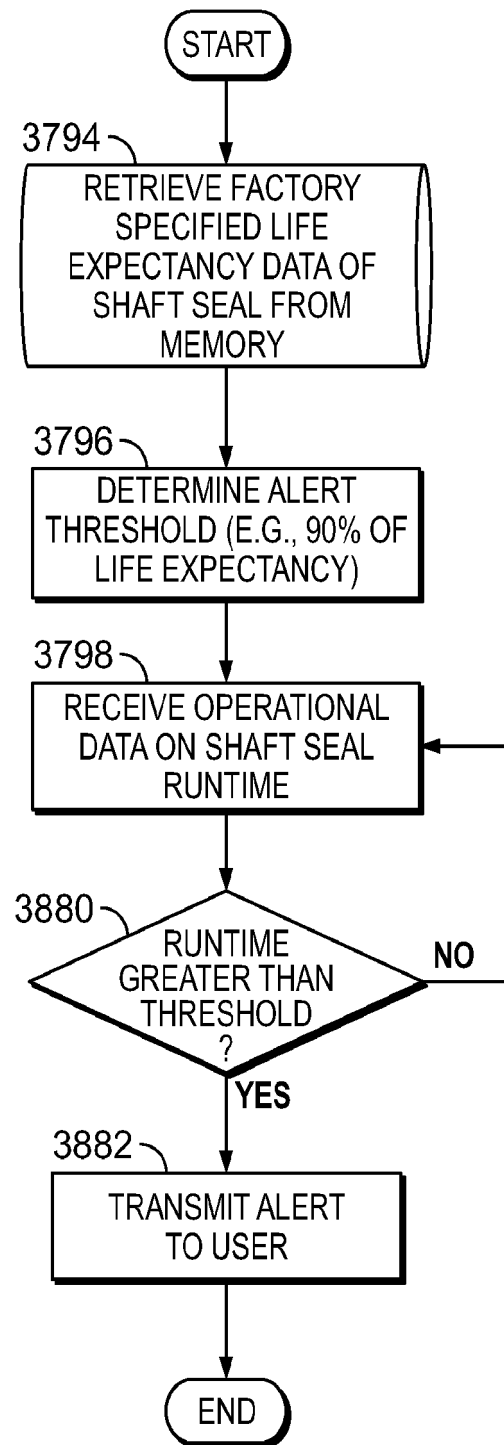 START
3794
RETRIEVE FACTORY
SPECIFIED LIFE
EXPECTANCY DATA OF
SHAFT SEAL FROM
MEMORY
3796
DETERMINE ALERT
THRESHOLD (E.G., 90% OF
LIFE EXPECTANCY)
3798
RECEIVE OPERATIONAL
DATA ON SHAFT SEAL
RUNTIME
3880
RUNTIME
GREATER THAN
THRESHOLD
?
NO
YES
3882
TRANSMIT ALERT
TO USER
END